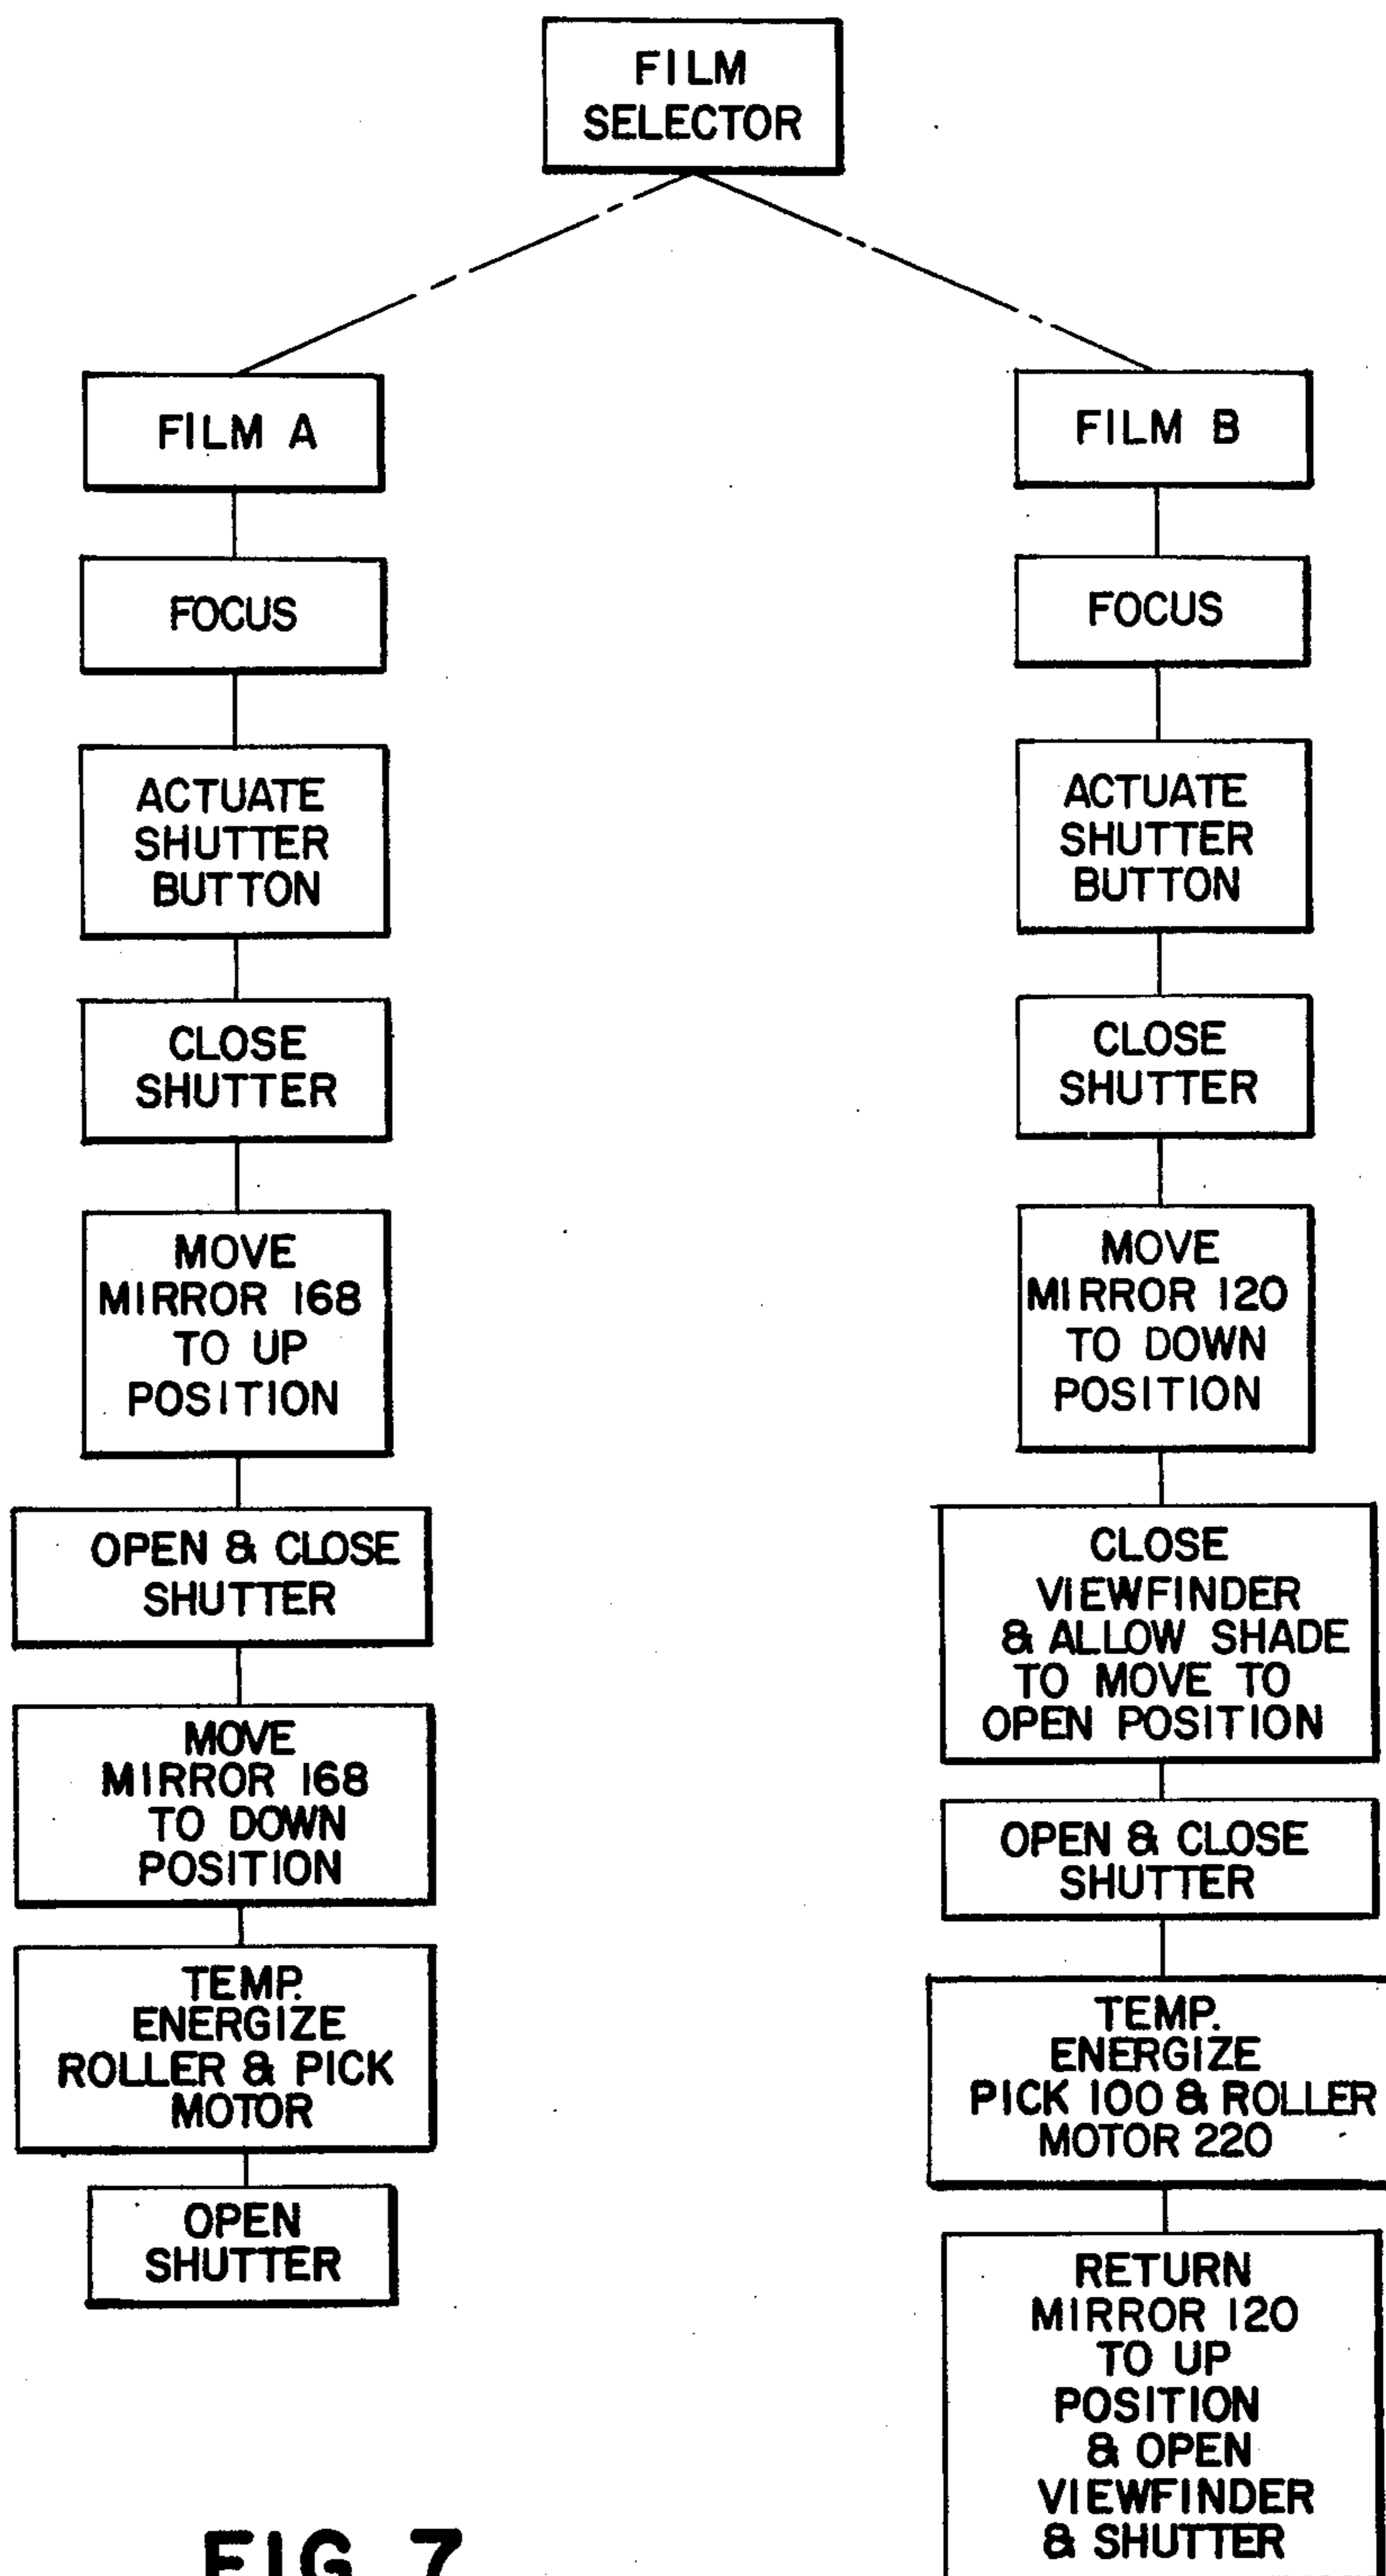 FILM
SELECTOR
FILM A
FOCUS
ACTUATE
SHUTTER
BUTTON
CLOSE
SHUTTER
MOVE
MIRROR 168
TO UP
POSITION
OPEN & CLOSE
SHUTTER
MOVE
MIRROR 168
TO DOWN
POSITION
TEMP.
ENERGIZE
ROLLER & PICK
MOTOR
OPEN
SHUTTER
FILM B
FOCUS
ACTUATE
SHUTTER
BUTTON
CLOSE
SHUTTER
MOVE
MIRROR 120
TO DOWN
POSITION
CLOSE
VIEWFINDER
& ALLOW SHADE
TO MOVE TO
OPEN POSITION
OPEN & CLOSE
SHUTTER
TEMP.
ENERGIZE
PICK 100 & ROLLER
MOTOR 220
RETURN
MIRROR 120
TO UP
POSITION
& OPEN
VIEWFINDER
& SHUTTER
FIG. 7